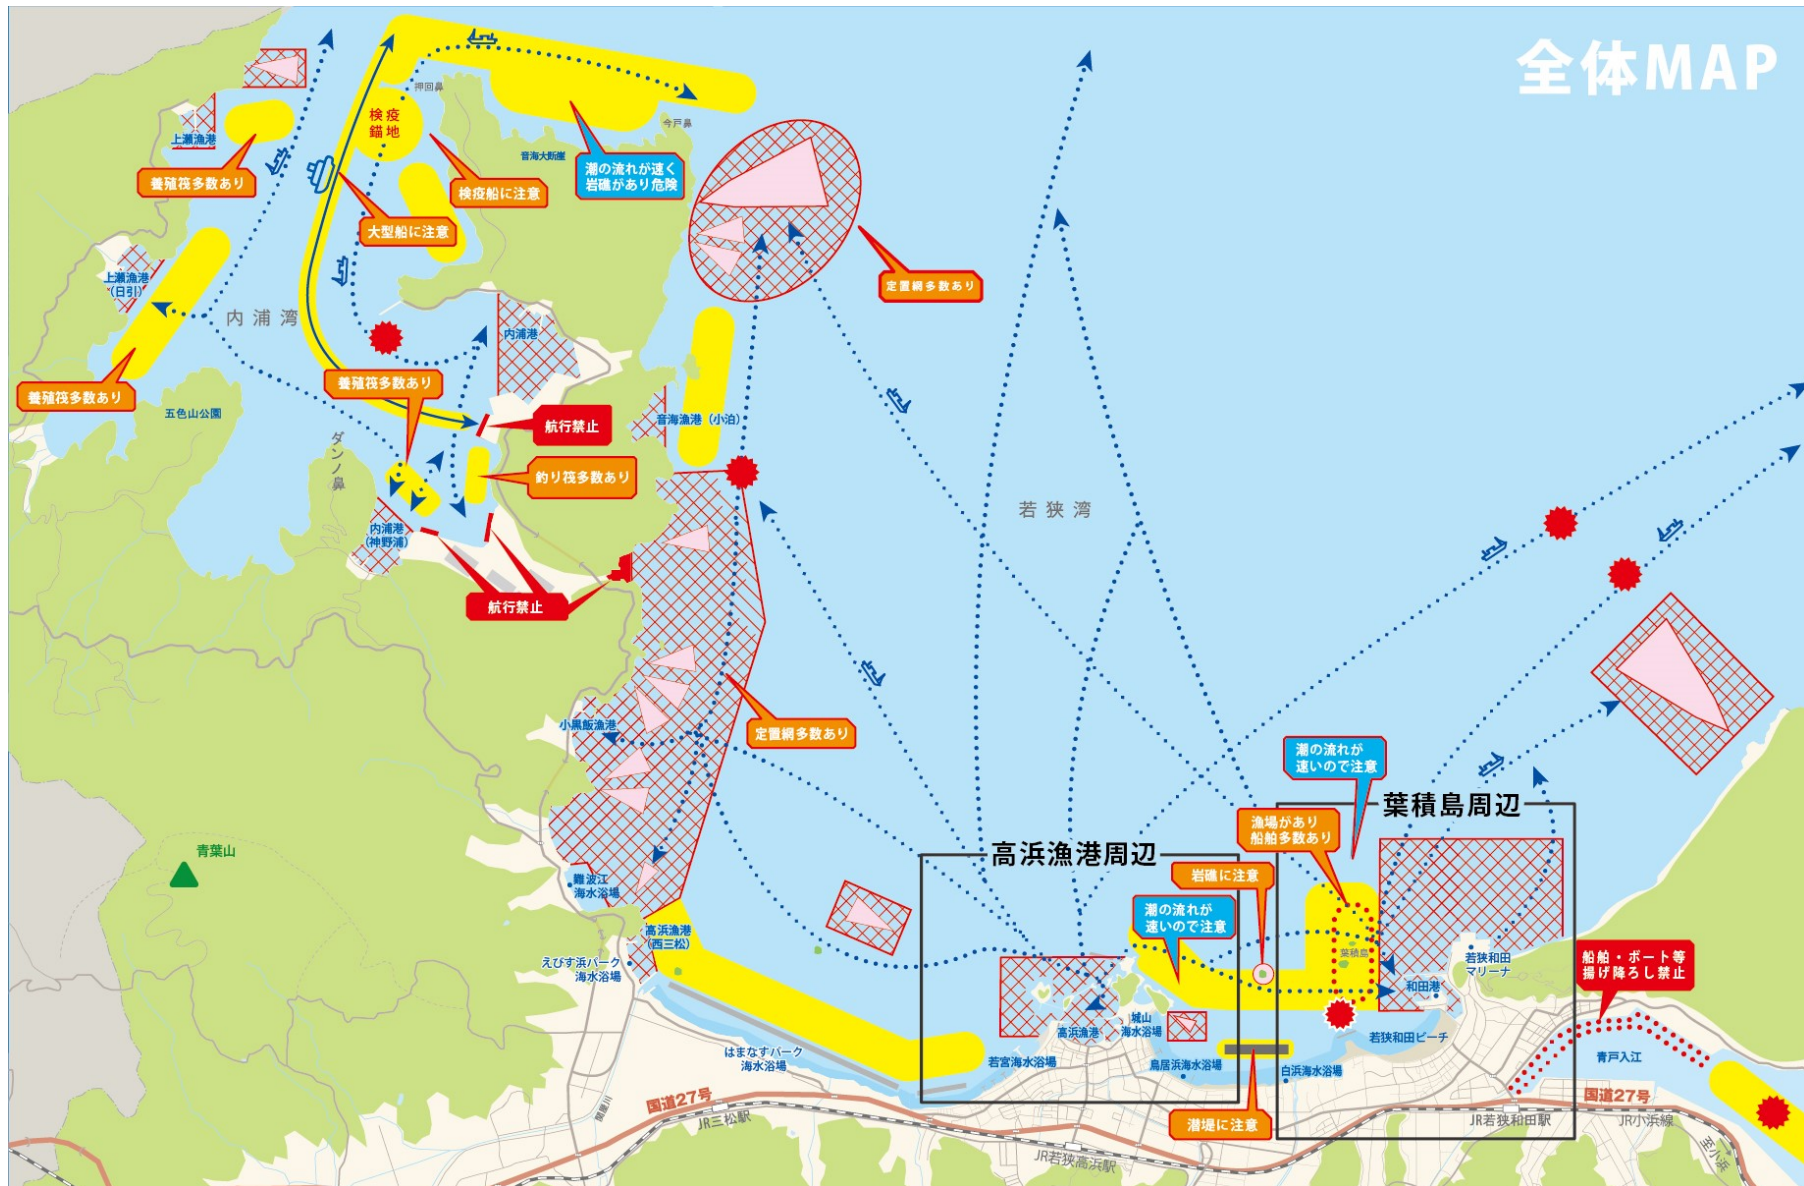 全体MAP
押回鼻
検疫
錨地
今戸鼻
上瀬漁港
音海大断崖
潮の流れが速く
岩礁があり危険
養殖筏多数あり
検疫船に注意
大型船に注意
上瀬漁港
(日引)
定置網多数あり
内浦湾
内浦港
養殖筏多数あり
養殖筏多数あり
五色山公園
音海漁港(小泊)
航行禁止
ダンノ鼻
釣り筏多数あり
若狭湾
内浦港
(神野浦)
航行禁止
小黒飯漁港
定置網多数あり
潮の流れが
速いので注意
葉積島周辺
漁場があり
船舶多数あり
青葉山
高浜漁港周辺
岩礁に注意
難波江
海水浴場
潮の流れが
速いので注意
高浜漁港
(西三松)
葉積島
若狭和田
マリーナ
船舶・ボート等
揚げ降ろし禁止
えびす浜パーク
海水浴場
和田港
城山
海水浴場
高浜漁港
若狭和田ビーチ
はまなすパーク
海水浴場
若宮海水浴場
鳥居浜海水浴場
白浜海水浴場
青戸入江
国道27号
関屋川
JR三松駅
潜堤に注意
国道27号
JR若狭和田駅
JR小浜線
至小浜
JR若狭高浜駅